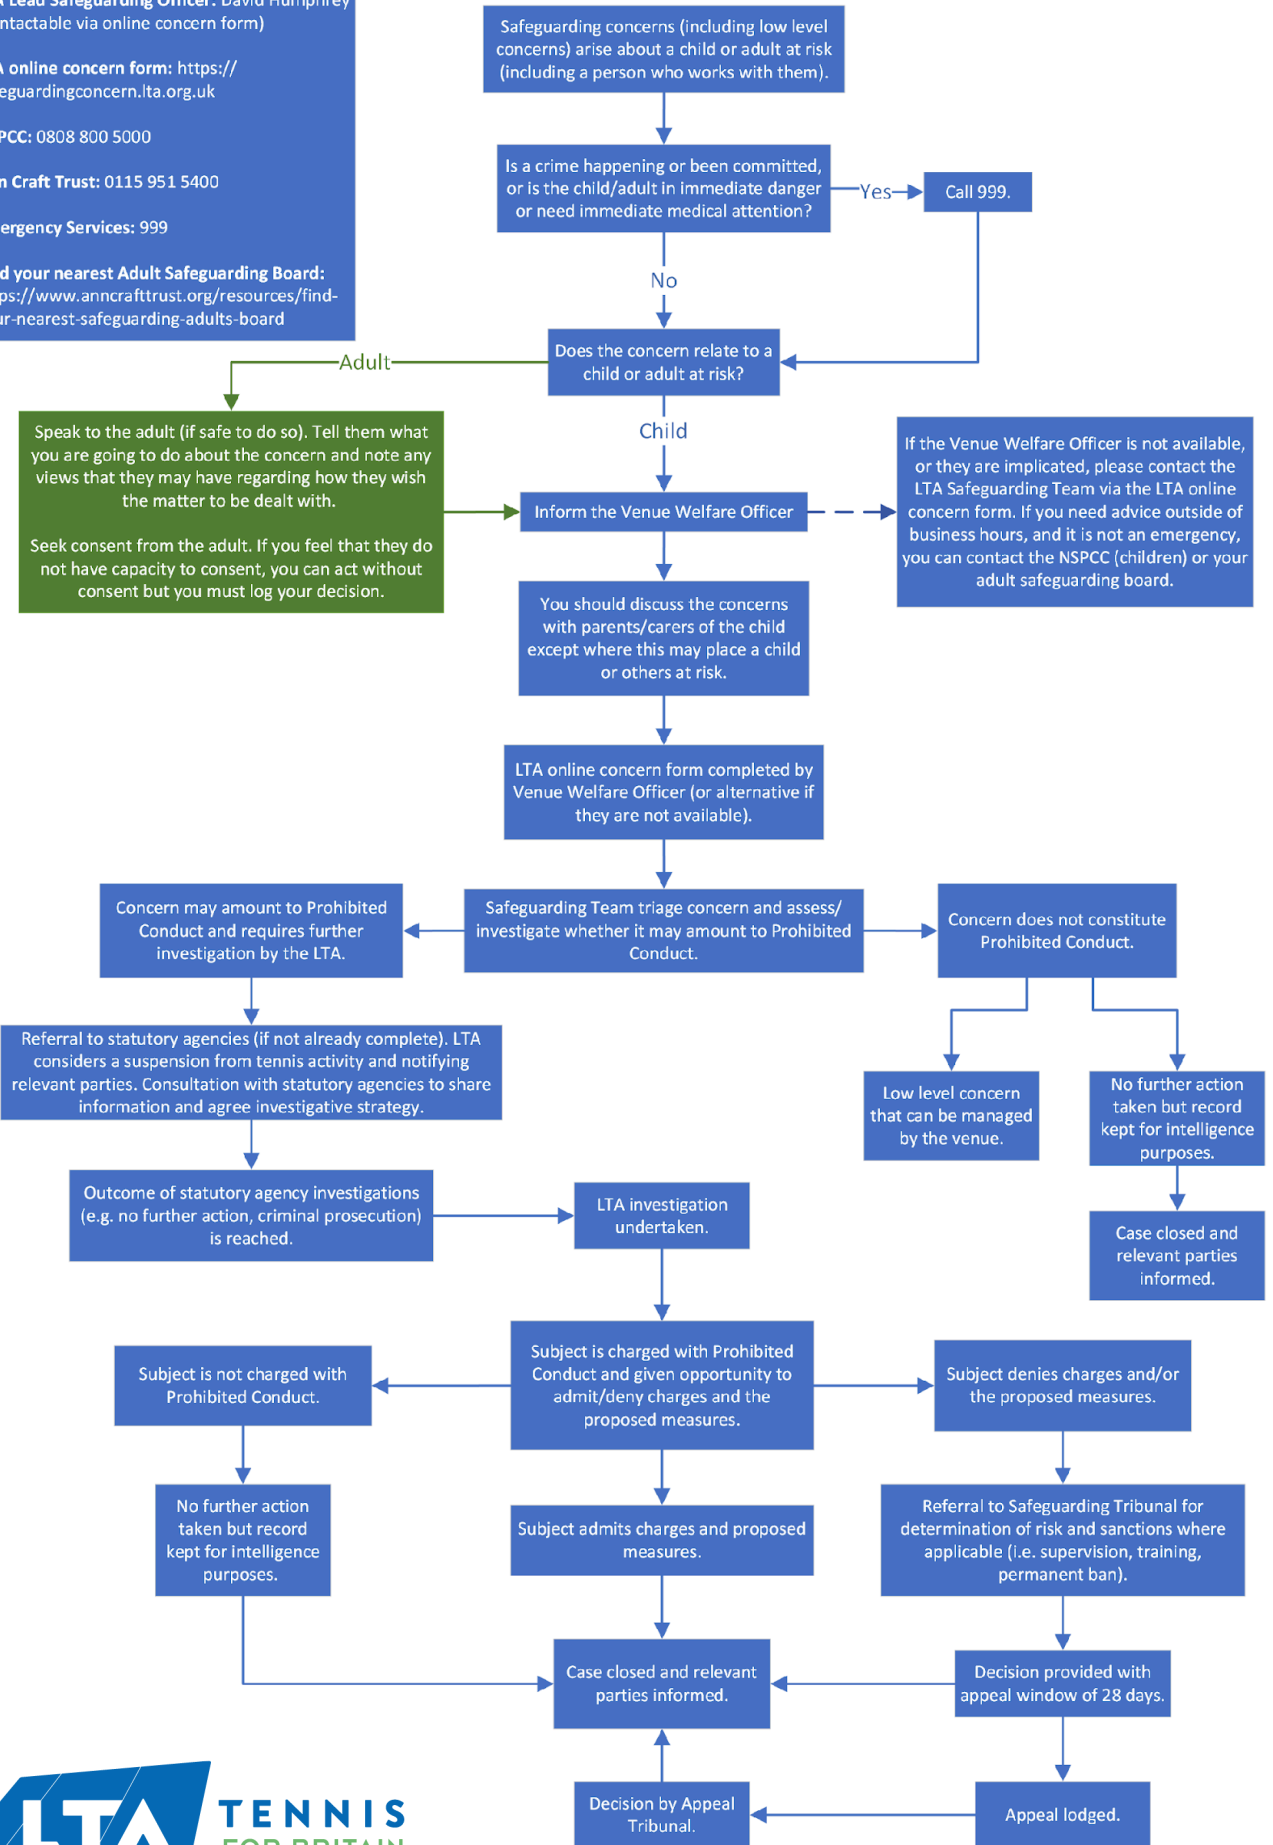 Lead Safeguarding Officer: David Humphrey
ntactable via online concern form)
online concern form: https://
eguardingconcern.lta.org.uk
PCC: 0808 800 5000
n Craft Trust: 0115 951 5400
ergency Services: 999
d your nearest Adult Safeguarding Board:
ps://www.anncrafttrust.org/resources/find-
ur-nearest-safeguarding-adults-board
Safeguarding concerns (including low level
concerns) arise about a child or adult at risk
(including a person who works with them).
Is a crime happening or been committed,
or is the child/adult in immediate danger
or need immediate medical attention?
Yes
Call 999.
No
Does the concern relate to a
child or adult at risk?
Adult
Child
Speak to the adult (if safe to do so). Tell them what
you are going to do about the concern and note any
views that they may have regarding how they wish
the matter to be dealt with.
Seek consent from the adult. If you feel that they do
not have capacity to consent, you can act without
consent but you must log your decision.
Inform the Venue Welfare Officer
If the Venue Welfare Officer is not available,
or they are implicated, please contact the
LTA Safeguarding Team via the LTA online
concern form. If you need advice outside of
business hours, and it is not an emergency,
you can contact the NSPCC (children) or your
adult safeguarding board.
You should discuss the concerns
with parents/carers of the child
except where this may place a child
or others at risk.
LTA online concern form completed by
Venue Welfare Officer (or alternative if
they are not available).
Concern may amount to Prohibited
Conduct and requires further
investigation by the LTA.
Safeguarding Team triage concern and assess/
investigate whether it may amount to Prohibited
Conduct.
Concern does not constitute
Prohibited Conduct.
Referral to statutory agencies (if not already complete). LTA
considers a suspension from tennis activity and notifying
relevant parties. Consultation with statutory agencies to share
information and agree investigative strategy.
Low level concern
that can be managed
by the venue.
No further action
taken but record
kept for intelligence
purposes.
Outcome of statutory agency investigations
(e.g. no further action, criminal prosecution)
is reached.
LTA investigation
undertaken.
Case closed and
relevant parties
informed.
Subject is not charged with
Prohibited Conduct.
Subject is charged with Prohibited
Conduct and given opportunity to
admit/deny charges and the
proposed measures.
Subject denies charges and/or
the proposed measures.
No further action
taken but record
kept for intelligence
purposes.
Subject admits charges and proposed
measures.
Referral to Safeguarding Tribunal for
determination of risk and sanctions where
applicable (i.e. supervision, training,
permanent ban).
Case closed and relevant
parties informed.
Decision provided with
appeal window of 28 days.
Decision by Appeal
Tribunal.
Appeal lodged.
LTA
TENNIS
FOR BRITAIN